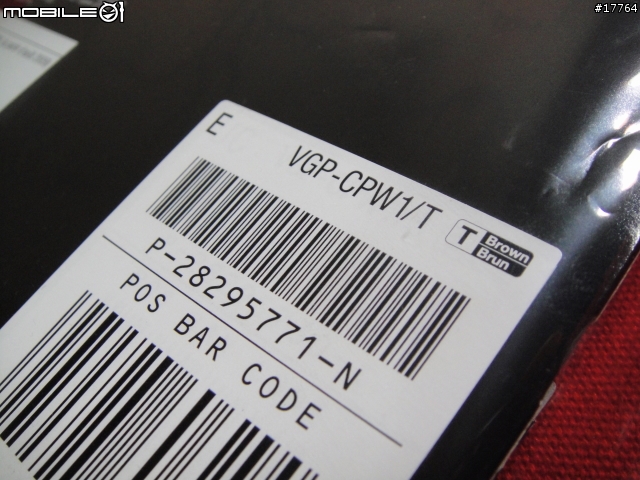 MOBILE01
#17764
E
VGP-CPW1/T
T Brown
Brun
P-28295771-N
POS BAR CODE